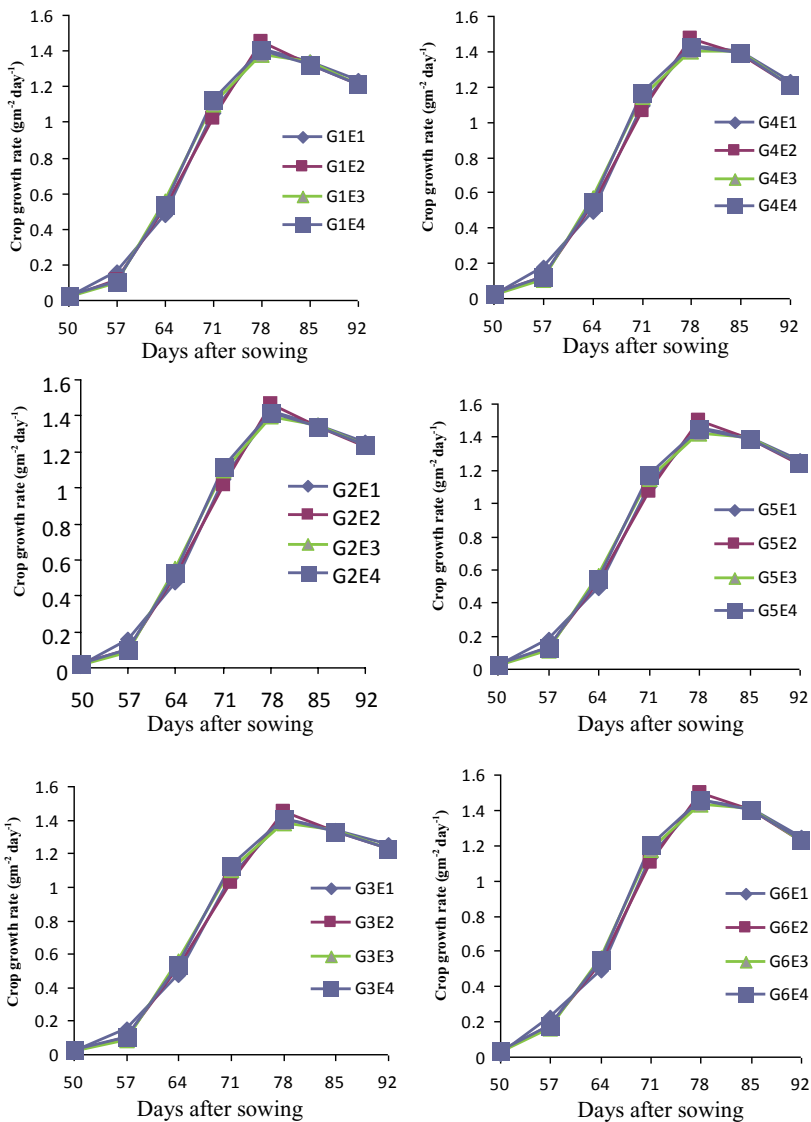 Crop growth rate (gm⁻² day⁻¹)
1.6
1.4
1.2
1
0.8
0.6
0.4
0.2
0
50 57 64 71 78 85 92
Days after sowing
G1E1
G1E2
G1E3
G1E4
Crop growth rate (gm⁻² day⁻¹)
1.6
1.4
1.2
1
0.8
0.6
0.4
0.2
0
50 57 64 71 78 85 92
Days after sowing
G4E1
G4E2
G4E3
G4E4
Crop growth rate (gm⁻² day⁻¹)
1.6
1.4
1.2
1
0.8
0.6
0.4
0.2
0
50 57 64 71 78 85 92
Days after sowing
G2E1
G2E2
G2E3
G2E4
Crop growth rate (gm⁻² day⁻¹)
1.6
1.4
1.2
1
0.8
0.6
0.4
0.2
0
50 57 64 71 78 85 92
Days after sowing
G5E1
G5E2
G5E3
G5E4
Crop growth rate (gm⁻² day⁻¹)
1.6
1.4
1.2
1
0.8
0.6
0.4
0.2
0
50 57 64 71 78 85 92
Days after sowing
G3E1
G3E2
G3E3
G3E4
Crop growth rate (gm⁻² day⁻¹)
1.6
1.4
1.2
1
0.8
0.6
0.4
0.2
0
50 57 64 71 78 85 92
Days after sowing
G6E1
G6E2
G6E3
G6E4